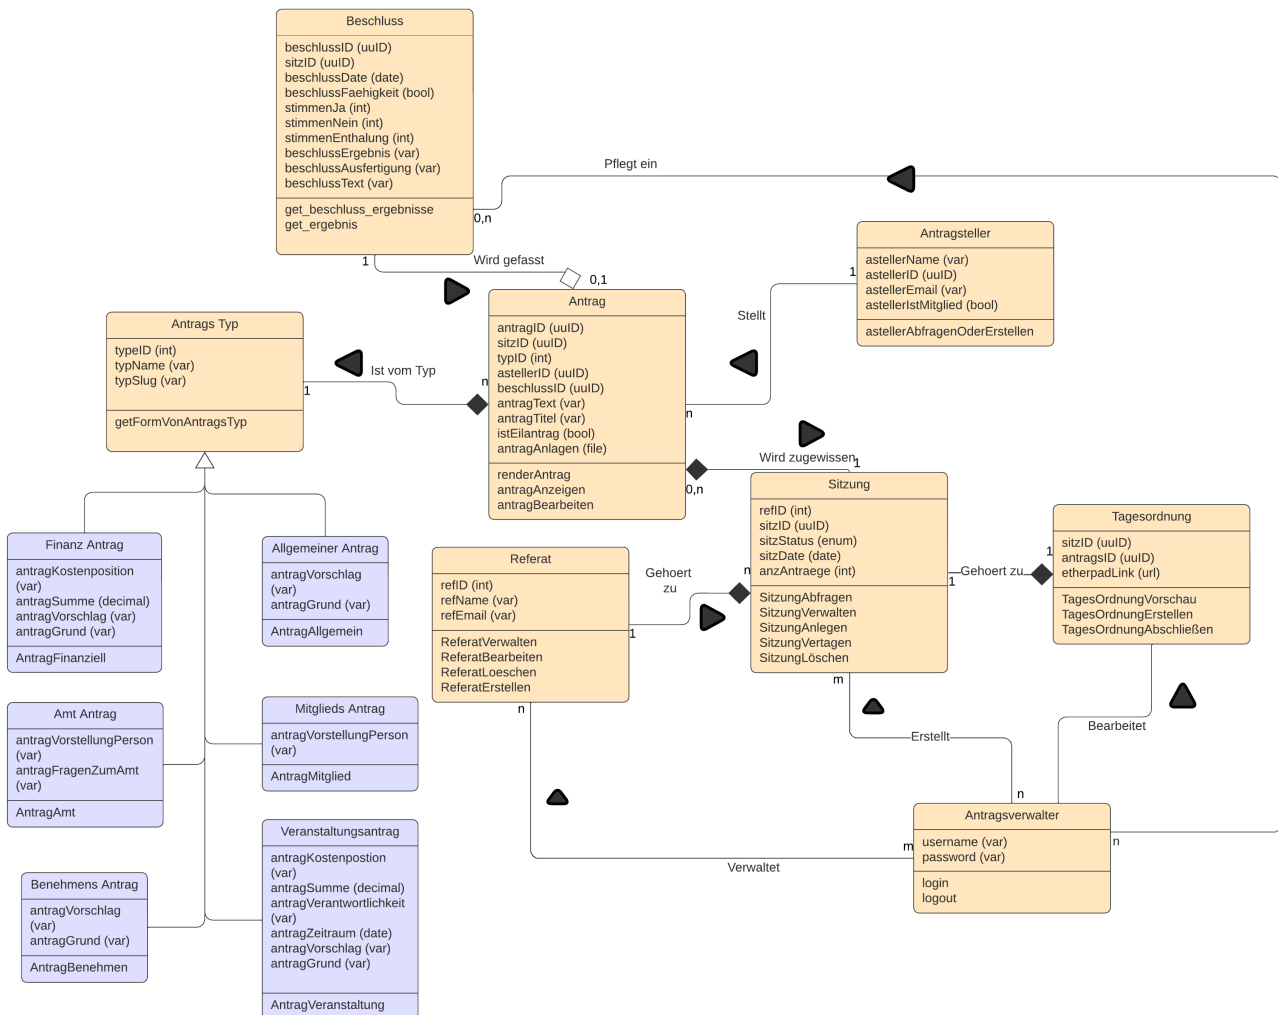 Beschluss
beschlussID (uuID)
sitzID (uuID)
beschlussDate (date)
beschlussFaehigkeit (bool)
stimmenJa (int)
stimmenNein (int)
stimmenEnthalung (int)
beschlussErgebnis (var)
beschlussAusfertigung (var)
beschlussText (var)
get_beschluss_ergebnisse
get_ergebnis
Pflegt ein
0,n
1
Wird gefasst
0,1
Antragsteller
astellerName (var)
astellerID (uuID)
astellerEmail (var)
astellerIstMitglied (bool)
astellerAbfragenOderErstellen
1
Stellt
n
Antrag
antragID (uuID)
sitzID (uuID)
typID (int)
astellerID (uuID)
beschlussID (uuID)
antragText (var)
antragTitel (var)
istEilantrag (bool)
antragAnlagen (file)
renderAntrag
antragAnzeigen
antragBearbeiten
Antrags Typ
typeID (int)
typName (var)
typSlug (var)
getFormVonAntragsTyp
1
Ist vom Typ
n
Wird zugewissen
1
0,n
Sitzung
refID (int)
sitzID (uuID)
sitzStatus (enum)
sitzDate (date)
anzAntraege (int)
SitzungAbfragen
SitzungVerwalten
SitzungAnlegen
SitzungVertagen
SitzungLöschen
Tagesordnung
sitzID (uuID)
antragsID (uuID)
etherpadLink (url)
TagesOrdnungVorschau
TagesOrdnungErstellen
TagesOrdnungAbschließen
1
Gehoert zu
1
Referat
refID (int)
refName (var)
refEmail (var)
ReferatVerwalten
ReferatBearbeiten
ReferatLoeschen
ReferatErstellen
Gehoert
zu
n
1
Finanz Antrag
antragKostenposition
(var)
antragSumme (decimal)
antragVorschlag (var)
antragGrund (var)
AntragFinanziell
Allgemeiner Antrag
antragVorschlag
(var)
antragGrund (var)
AntragAllgemein
Amt Antrag
antragVorstellungPerson
(var)
antragFragenZumAmt
(var)
AntragAmt
Mitglieds Antrag
antragVorstellungPerson
(var)
AntragMitglied
Benehmens Antrag
antragVorschlag
(var)
antragGrund (var)
AntragBenehmen
Veranstaltungsantrag
antragKostenpostion
(var)
antragSumme (decimal)
antragVerantwortlichkeit
(var)
antragZeitraum (date)
antragVorschlag (var)
antragGrund (var)
AntragVeranstaltung
n
m
Erstellt
n
Bearbeitet
Antragsverwalter
username (var)
password (var)
login
logout
m
n
Verwaltet